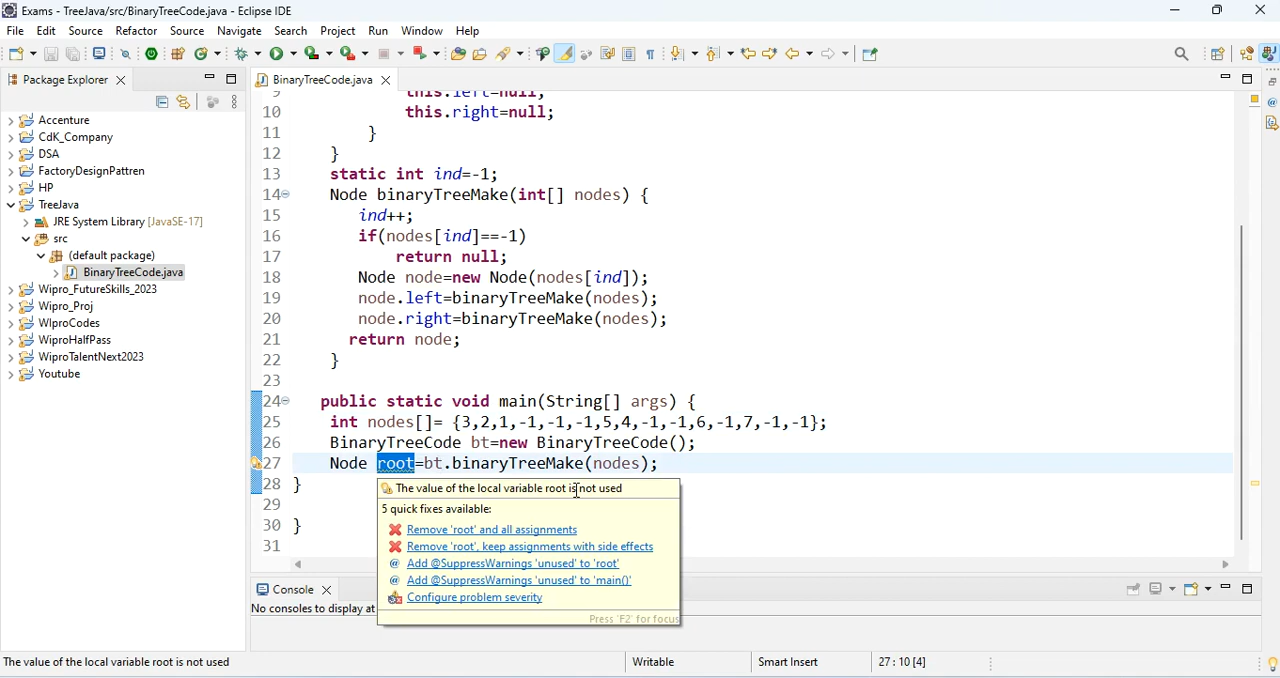 Exams - TreeJava/src/BinaryTreeCode.java - Eclipse IDE
File Edit Source Refactor Source Navigate Search Project Run Window Help
Package Explorer
BinaryTreeCode.java
Accenture
CdK_Company
DSA
FactoryDesignPattren
HP
TreeJava
JRE System Library [JavaSE-17]
src
(default package)
BinaryTreeCode.java
Wipro_FutureSkills_2023
Wipro_Proj
WIproCodes
WiproHalfPass
WiproTalentNext2023
Youtube
9 this.left=null;
10 this.right=null;
11 }
12 }
13 static int ind=-1;
14 Node binaryTreeMake(int[] nodes) {
15 ind++;
16 if(nodes[ind]==-1)
17 return null;
18 Node node=new Node(nodes[ind]);
19 node.left=binaryTreeMake(nodes);
20 node.right=binaryTreeMake(nodes);
21 return node;
22 }
23
24 public static void main(String[] args) {
25 int nodes[]= {3,2,1,-1,-1,-1,5,4,-1,-1,6,-1,7,-1,-1};
26 BinaryTreeCode bt=new BinaryTreeCode();
27 Node root=bt.binaryTreeMake(nodes);
28 }
29
30 }
31
The value of the local variable root is not used
5 quick fixes available:
Remove 'root' and all assignments
Remove 'root', keep assignments with side effects
Add @SuppressWarnings 'unused' to 'root'
Add @SuppressWarnings 'unused' to 'main()'
Configure problem severity
Press 'F2' for focus
Console
No consoles to display at
The value of the local variable root is not used
Writable
Smart Insert
27 : 10 [4]